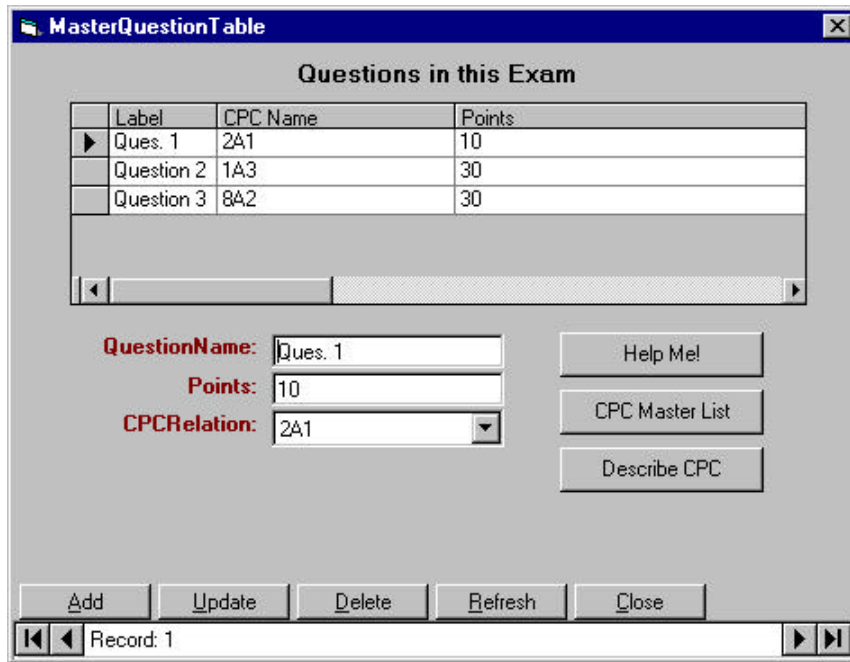 MasterQuestionTable
Questions in this Exam
Label CPC Name Points
Ques. 1 2A1 10
Question 2 1A3 30
Question 3 8A2 30
QuestionName: Ques. 1 Help Me!
Points: 10
CPC Master List
CPCRelation: 2A1
Describe CPC
Add Update Delete Refresh Close
Record: 1